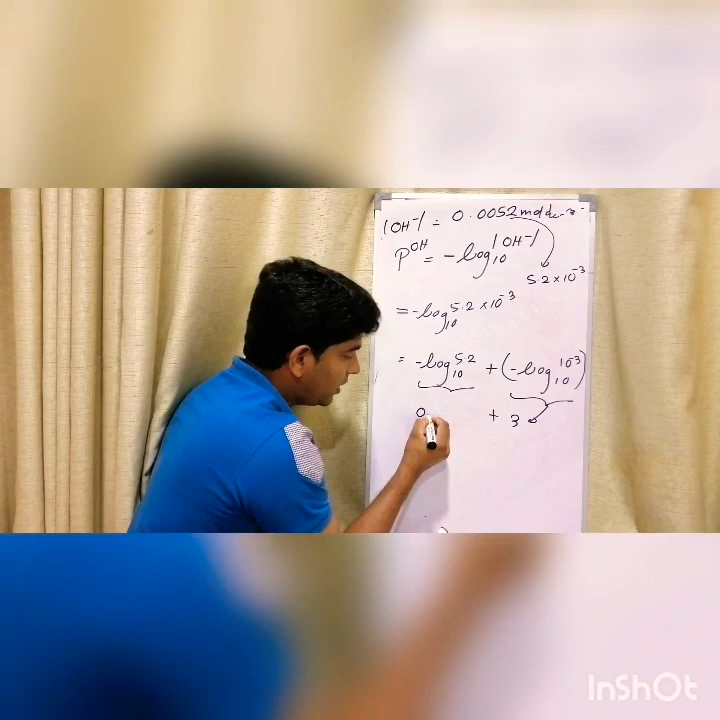 [OH⁻] = 0.0052 moldm⁻³
P^OH = -log₁₀[OH⁻]
5.2 × 10⁻³
= -log₁₀ 5.2 × 10⁻³
= -log₁₀ 5.2 + (-log₁₀ 10⁻³)
0. + 3
InShOt